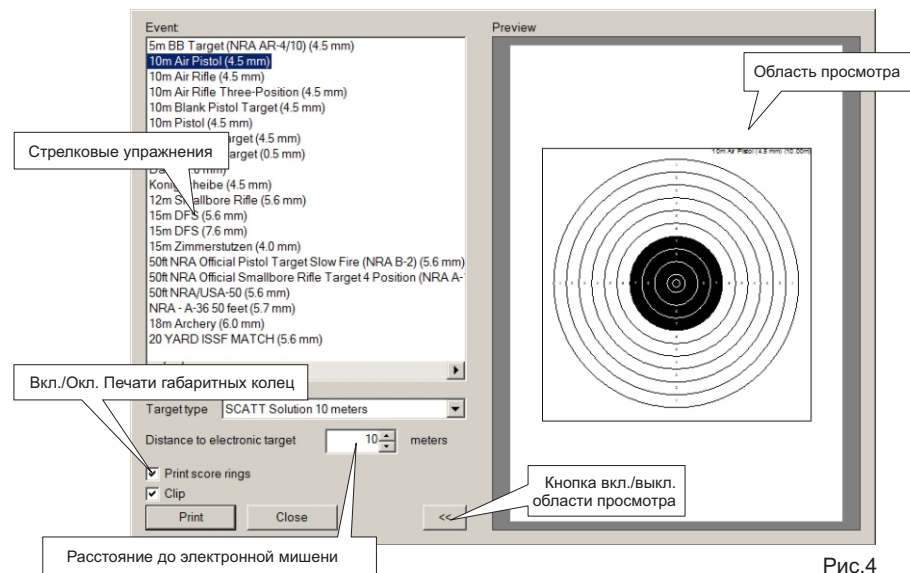 Event:
5m BB Target (NRA AR-4/10) (4.5 mm)
10m Air Pistol (4.5 mm)
10m Air Rifle (4.5 mm)
10m Air Rifle Three-Position (4.5 mm)
10m Blank Pistol Target (4.5 mm)
10m Pistol (4.5 mm)
arget (4.5 mm)
arget (0.5 mm)
mm)
cheibe (4.5 mm)
12m Smallbore Rifle (5.6 mm)
15m DFS (5.6 mm)
15m DFS (7.6 mm)
15m Zimmerstutzen (4.0 mm)
50ft NRA Official Pistol Target Slow Fire (NRA B-2) (5.6 mm)
50ft NRA Official Smallbore Rifle Target 4 Position (NRA A-
50ft NRA/USA-50 (5.6 mm)
NRA - A-36 50 feet (5.7 mm)
18m Archery (6.0 mm)
20 YARD ISSF MATCH (5.6 mm)
Стрелковые упражнения
Вкл./Окл. Печати габаритных колец
Target type SCATT Solution 10 meters
Distance to electronic target 10 meters
Print score rings
Clip
Print Close <<
Расстояние до электронной мишени
Кнопка вкл./выкл.
области просмотра
Preview
Область просмотра
10m Air Pistol (4.5 mm) (10.00m)
Рис.4